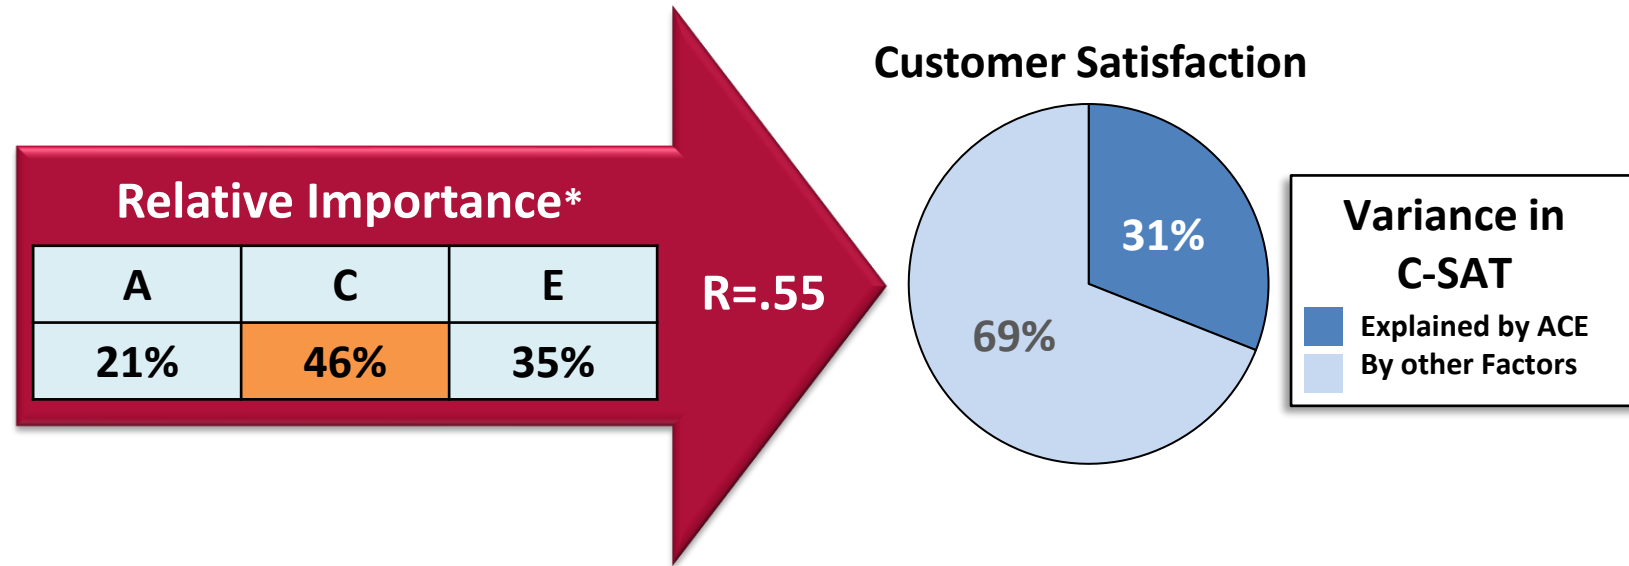 Customer Satisfaction
Relative Importance*
A C E
21% 46% 35%
R=.55
31%
69%
Variance in
C-SAT
Explained by ACE
By other Factors